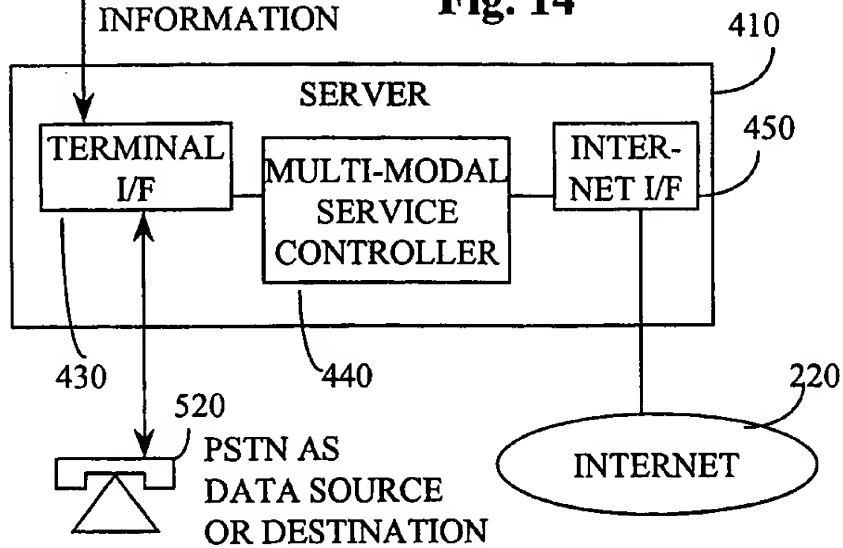 INFORMATION
Fig. 14
410
SERVER
TERMINAL
I/F
MULTI-MODAL
SERVICE
CONTROLLER
INTER-
NET I/F
450
430
440
520
220
PSTN AS
DATA SOURCE
OR DESTINATION
INTERNET